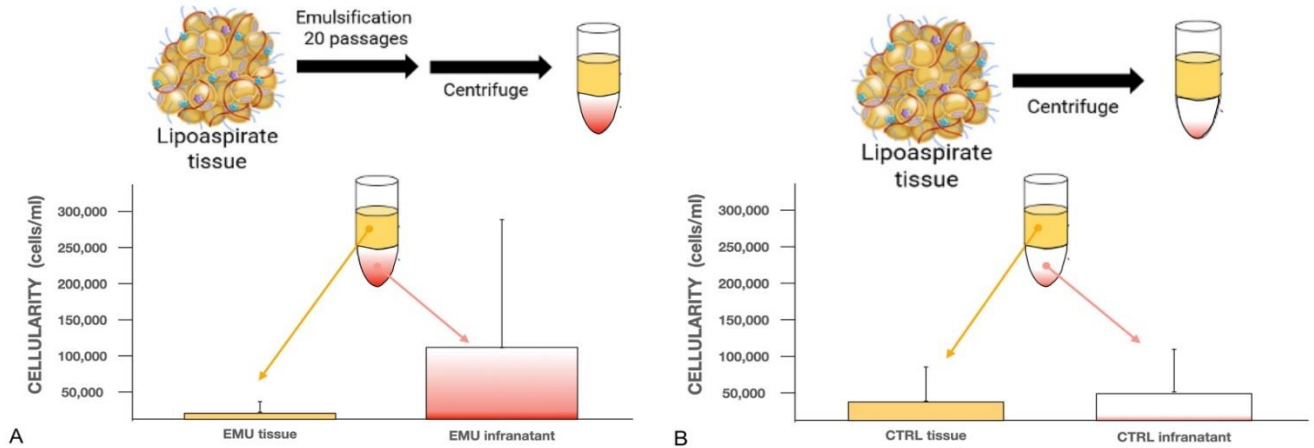 Emulsification
20 passages
Centrifuge
Lipoaspirate
tissue
CELLULARITY (cells/ml)
300,000
250,000
200,000
150,000
100,000
50,000
EMU tissue
EMU infranatant
A
Centrifuge
Lipoaspirate
tissue
CELLULARITY (cells/ml)
300,000
250,000
200,000
150,000
100,000
50,000
CTRL tissue
CTRL infranatant
B